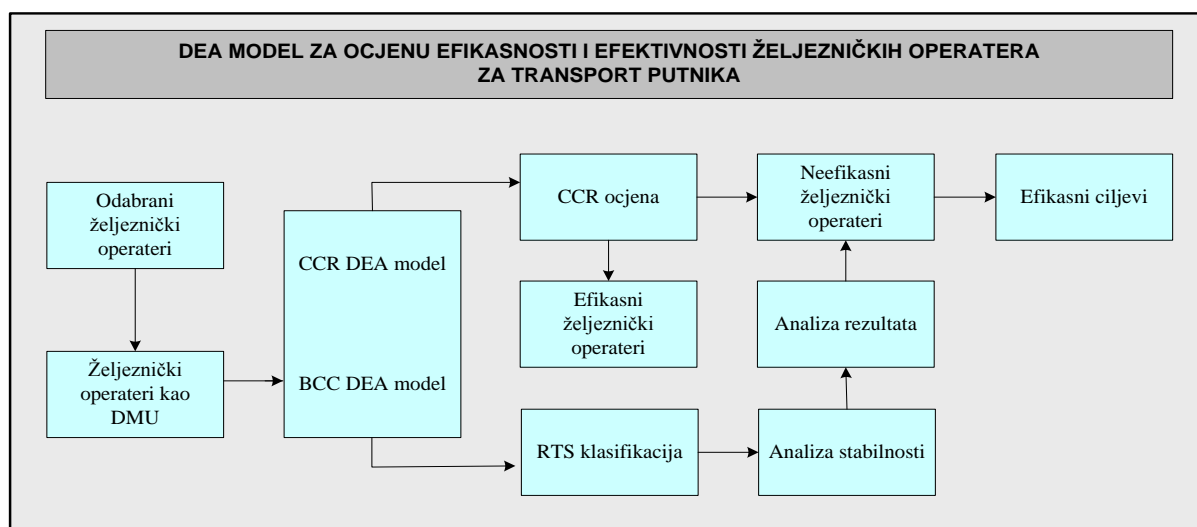 DEA MODEL ZA OCJENU EFIKASNOSTI I EFEKTIVNOSTI ŽELJEZNIČKIH OPERATERA
ZA TRANSPORT PUTNIKA
Odabrani
željeznički
operateri
Željeznički
operateri kao
DMU
CCR DEA model
BCC DEA model
CCR ocjena
Efikasni
željeznički
operateri
RTS klasifikacija
Neefikasni
željeznički
operateri
Analiza rezultata
Analiza stabilnosti
Efikasni ciljevi